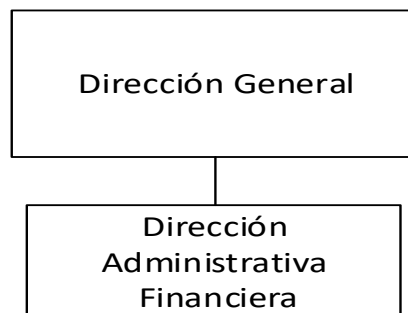 Dirección General
Dirección
Administrativa
Financiera